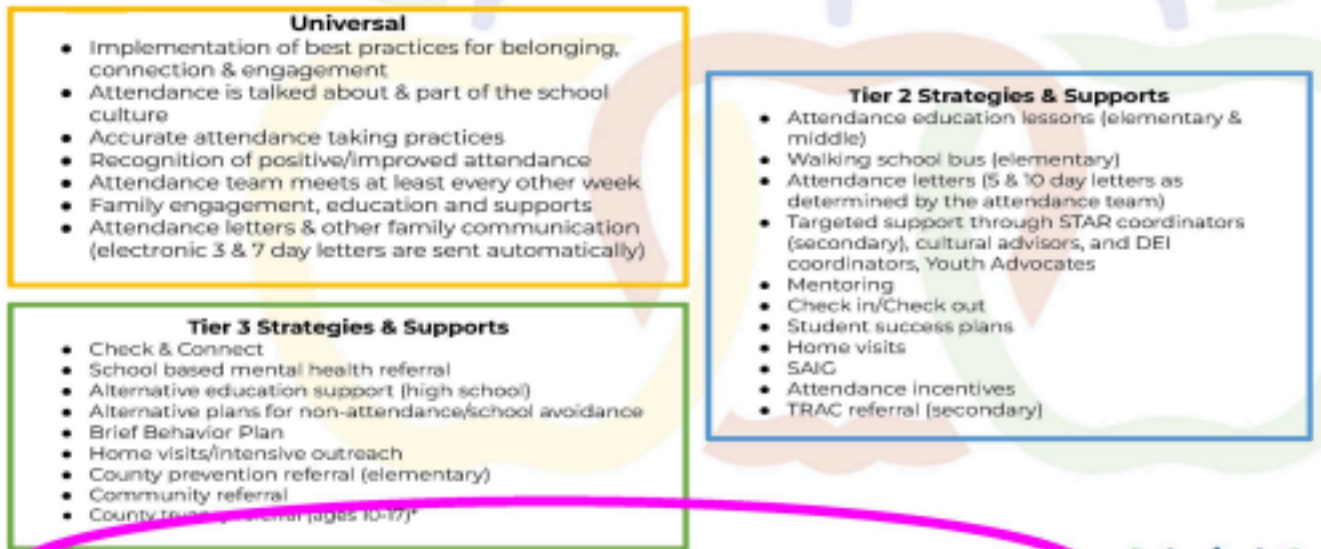 Universal
● Implementation of best practices for belonging,
connection & engagement
● Attendance is talked about & part of the school
culture
● Accurate attendance taking practices
● Recognition of positive/improved attendance
● Attendance team meets at least every other week
● Family engagement, education and supports
● Attendance letters & other family communication
(electronic 3 & 7 day letters are sent automatically)
Tier 2 Strategies & Supports
● Attendance education lessons (elementary &
middle)
● Walking school bus (elementary)
● Attendance letters (5 & 10 day letters as
determined by the attendance team)
● Targeted support through STAR coordinators
(secondary), cultural advisors, and DEI
coordinators, Youth Advocates
● Mentoring
● Check in/Check out
● Student success plans
● Home visits
● SAIG
● Attendance incentives
● TRAC referral (secondary)
Tier 3 Strategies & Supports
● Check & Connect
● School based mental health referral
● Alternative education support (high school)
● Alternative plans for non-attendance/school avoidance
● Brief Behavior Plan
● Home visits/intensive outreach
● County prevention referral (elementary)
● Community referral
● County (ages 10-17)*